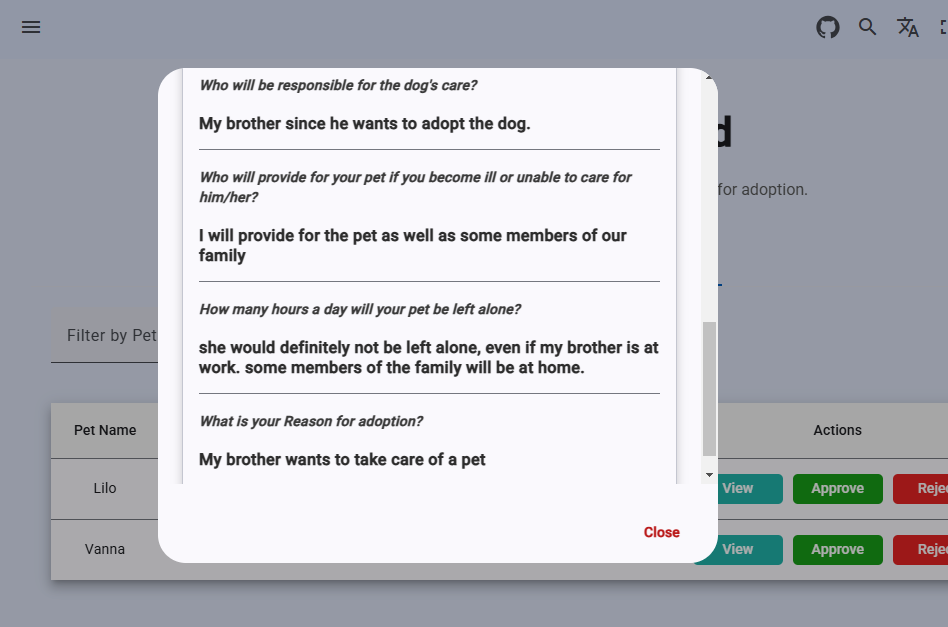 Who will be responsible for the dog's care?
My brother since he wants to adopt the dog.
d
Who will provide for your pet if you become ill or unable to care for
him/her?
for adoption.
I will provide for the pet as well as some members of our
family
How many hours a day will your pet be left alone?
Filter by Pet
she would definitely not be left alone, even if my brother is at
work. some members of the family will be at home.
What is your Reason for adoption?
Pet Name
Actions
My brother wants to take care of a pet
Lilo
View
Approve
Rejec
Close
Vanna
View
Approve
Rejec